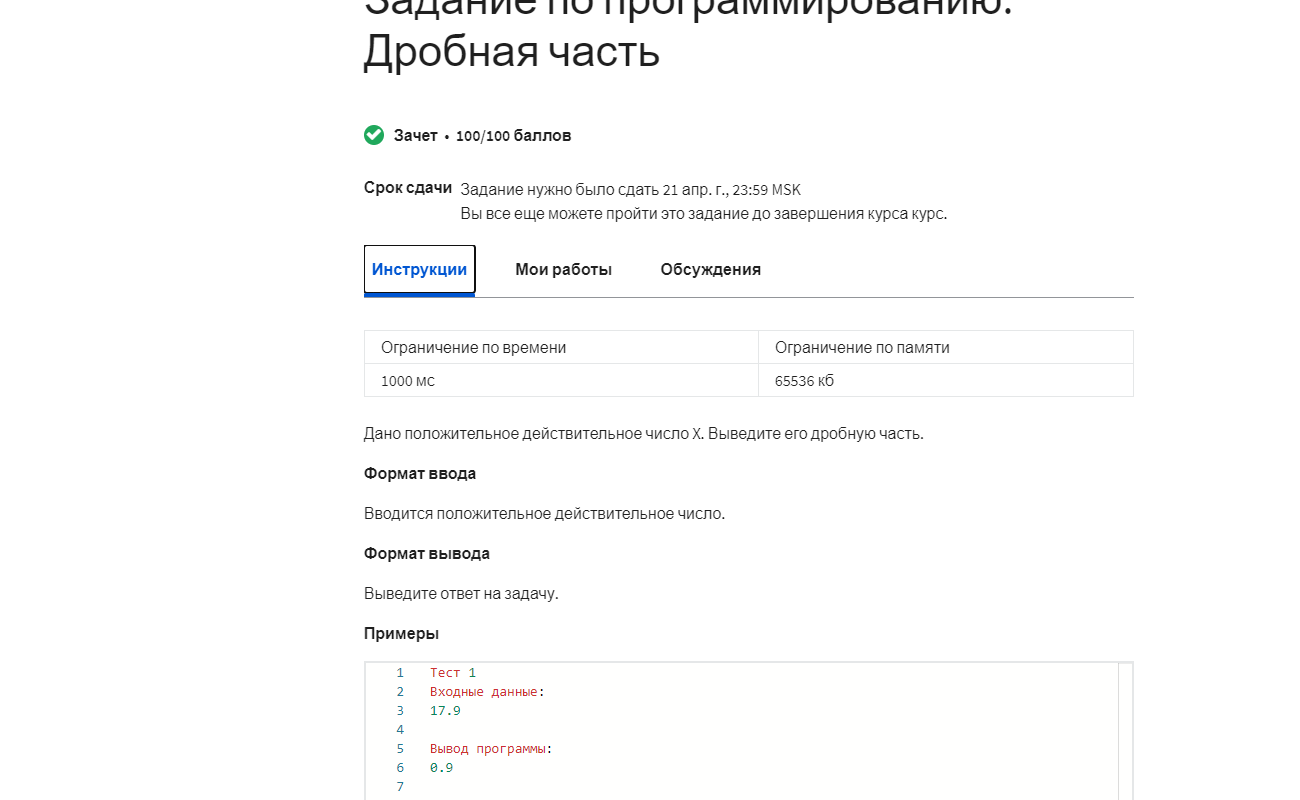 Задание по программированию:
Дробная часть
Зачет • 100/100 баллов
Срок сдачи Задание нужно было сдать 21 апр. г., 23:59 MSK
Вы все еще можете пройти это задание до завершения курса курс.
Инструкции Мои работы Обсуждения
Ограничение по времени Ограничение по памяти
1000 мс 65536 кб
Дано положительное действительное число X. Выведите его дробную часть.
Формат ввода
Вводится положительное действительное число.
Формат вывода
Выведите ответ на задачу.
Примеры
1 Тест 1
2 Входные данные:
3 17.9
4
5 Вывод программы:
6 0.9
7